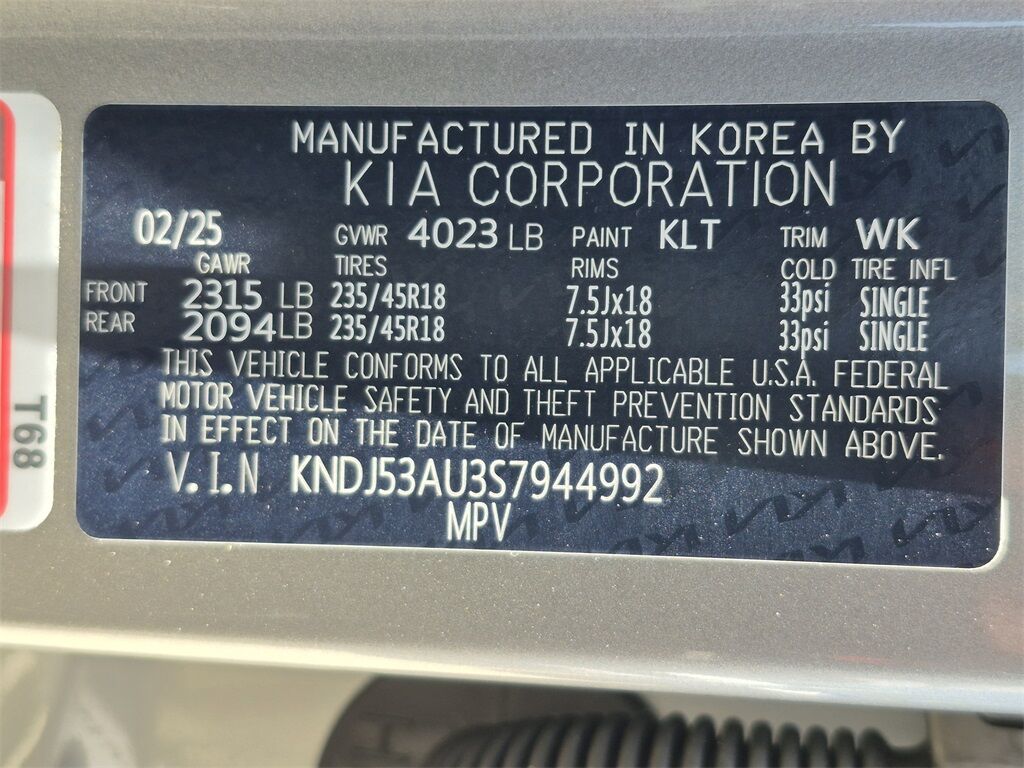 MANUFACTURED IN KOREA BY
KIA CORPORATION
02/25 GVWR 4023 LB PAINT KLT TRIM WK
GAWR TIRES RIMS COLD TIRE INFL
FRONT 2315 LB 235/45R18 7.5Jx18 33psi SINGLE
REAR 2094 LB 235/45R18 7.5Jx18 33psi SINGLE
THIS VEHICLE CONFORMS TO ALL APPLICABLE U.S.A. FEDERAL
MOTOR VEHICLE SAFETY AND THEFT PREVENTION STANDARDS
IN EFFECT ON THE DATE OF MANUFACTURE SHOWN ABOVE.
V.I.N KNDJ53AU3S7944992
MPV
T68